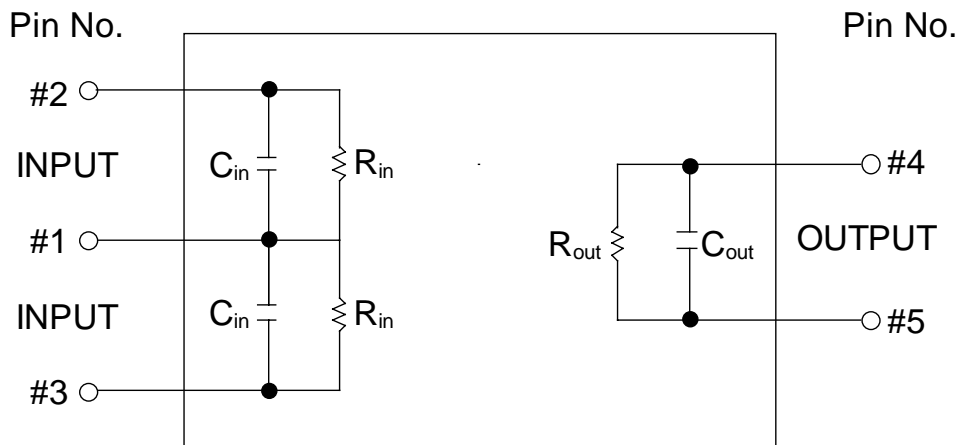 Pin No. Pin No.
#2
INPUT Cin Rin #4
#1 Rout Cout OUTPUT
INPUT Cin Rin #5
#3